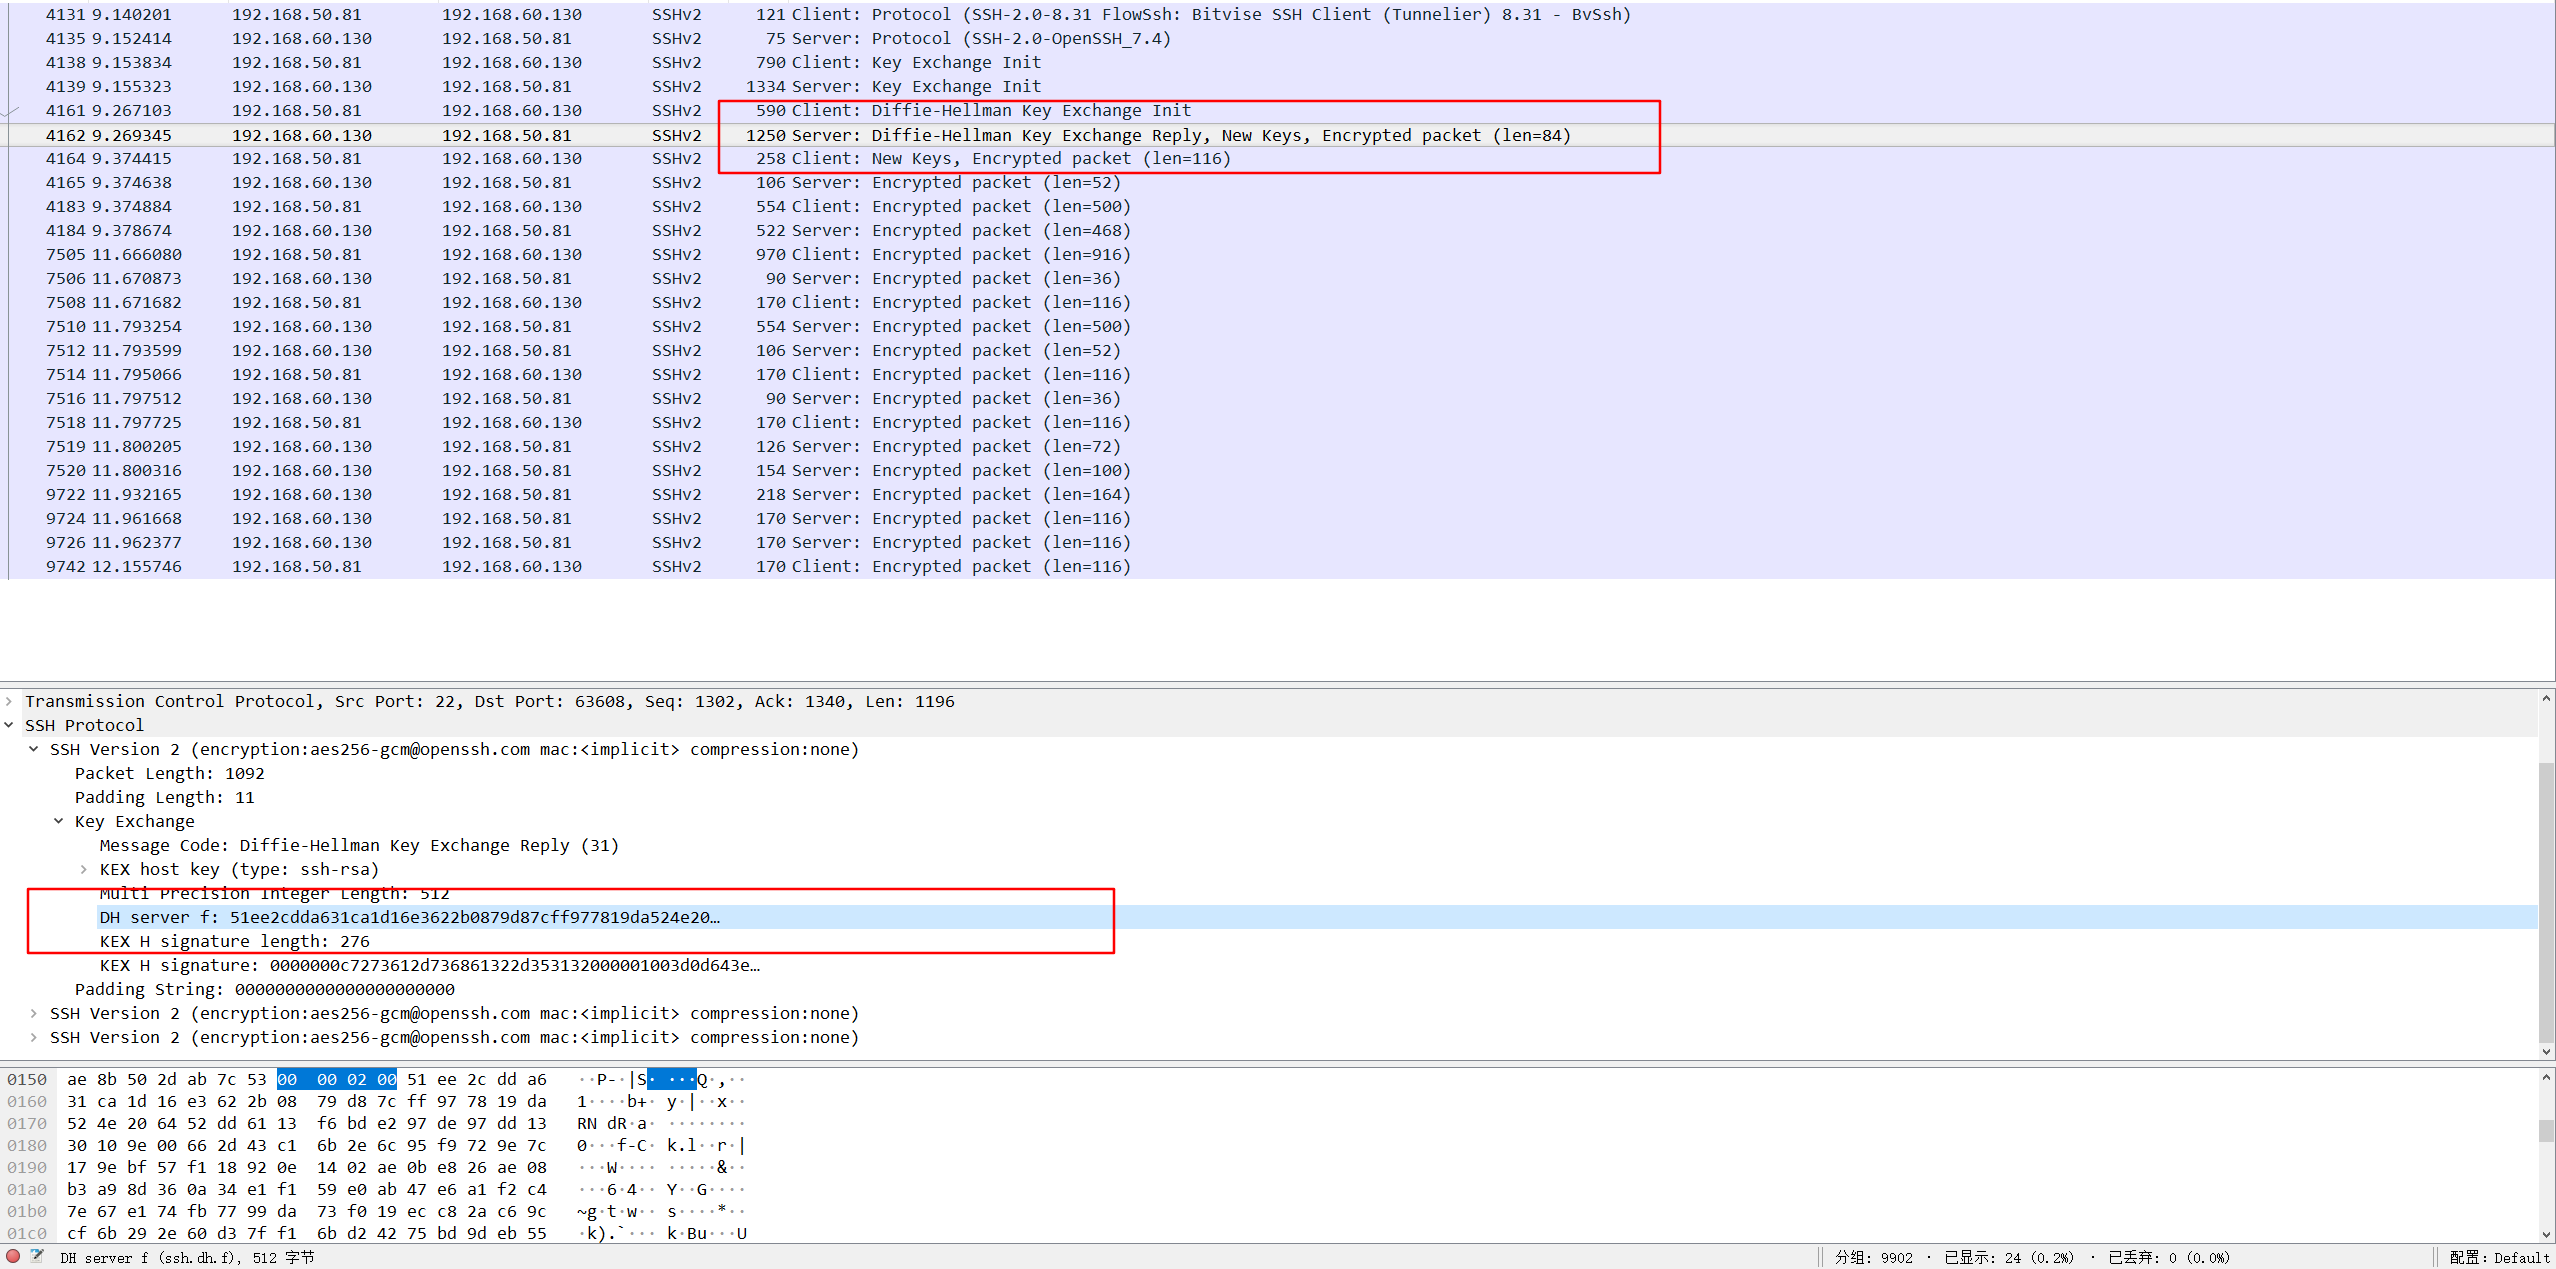 4131 9.140201 192.168.50.81 192.168.60.130 SSHv2 121 Client: Protocol (SSH-2.0-8.31 FlowSsh: Bitvise SSH Client (Tunnelier) 8.31 - BvSsh)
4135 9.152414 192.168.60.130 192.168.50.81 SSHv2 75 Server: Protocol (SSH-2.0-OpenSSH_7.4)
4138 9.153834 192.168.50.81 192.168.60.130 SSHv2 790 Client: Key Exchange Init
4139 9.155323 192.168.60.130 192.168.50.81 SSHv2 1334 Server: Key Exchange Init
4161 9.267103 192.168.50.81 192.168.60.130 SSHv2 590 Client: Diffie-Hellman Key Exchange Init
4162 9.269345 192.168.60.130 192.168.50.81 SSHv2 1250 Server: Diffie-Hellman Key Exchange Reply, New Keys, Encrypted packet (len=84)
4164 9.374415 192.168.50.81 192.168.60.130 SSHv2 258 Client: New Keys, Encrypted packet (len=116)
4165 9.374638 192.168.60.130 192.168.50.81 SSHv2 106 Server: Encrypted packet (len=52)
4183 9.374884 192.168.50.81 192.168.60.130 SSHv2 554 Client: Encrypted packet (len=500)
4184 9.378674 192.168.60.130 192.168.50.81 SSHv2 522 Server: Encrypted packet (len=468)
7505 11.666080 192.168.50.81 192.168.60.130 SSHv2 970 Client: Encrypted packet (len=916)
7506 11.670873 192.168.60.130 192.168.50.81 SSHv2 90 Server: Encrypted packet (len=36)
7508 11.671682 192.168.50.81 192.168.60.130 SSHv2 170 Client: Encrypted packet (len=116)
7510 11.793254 192.168.60.130 192.168.50.81 SSHv2 554 Server: Encrypted packet (len=500)
7512 11.793599 192.168.60.130 192.168.50.81 SSHv2 106 Server: Encrypted packet (len=52)
7514 11.795066 192.168.50.81 192.168.60.130 SSHv2 170 Client: Encrypted packet (len=116)
7516 11.797512 192.168.60.130 192.168.50.81 SSHv2 90 Server: Encrypted packet (len=36)
7518 11.797725 192.168.50.81 192.168.60.130 SSHv2 170 Client: Encrypted packet (len=116)
7519 11.800205 192.168.60.130 192.168.50.81 SSHv2 126 Server: Encrypted packet (len=72)
7520 11.800316 192.168.60.130 192.168.50.81 SSHv2 154 Server: Encrypted packet (len=100)
9722 11.932165 192.168.60.130 192.168.50.81 SSHv2 218 Server: Encrypted packet (len=164)
9724 11.961668 192.168.60.130 192.168.50.81 SSHv2 170 Server: Encrypted packet (len=116)
9726 11.962377 192.168.60.130 192.168.50.81 SSHv2 170 Server: Encrypted packet (len=116)
9742 12.155746 192.168.50.81 192.168.60.130 SSHv2 170 Client: Encrypted packet (len=116)
Transmission Control Protocol, Src Port: 22, Dst Port: 63608, Seq: 1302, Ack: 1340, Len: 1196
SSH Protocol
SSH Version 2 (encryption:aes256-gcm@openssh.com mac:<implicit> compression:none)
Packet Length: 1092
Padding Length: 11
Key Exchange
Message Code: Diffie-Hellman Key Exchange Reply (31)
KEX host key (type: ssh-rsa)
Multi Precision Integer Length: 512
DH server f: 51ee2cdda631ca1d16e3622b0879d87cff977819da524e20…
KEX H signature length: 276
KEX H signature: 0000000c7273612d736861322d353132000001003d0d643e…
Padding String: 0000000000000000000000
SSH Version 2 (encryption:aes256-gcm@openssh.com mac:<implicit> compression:none)
SSH Version 2 (encryption:aes256-gcm@openssh.com mac:<implicit> compression:none)
0150 ae 8b 50 2d ab 7c 53 00 00 02 00 51 ee 2c dd a6 ··P-·|S· ···Q·,··
0160 31 ca 1d 16 e3 62 2b 08 79 d8 7c ff 97 78 19 da 1····b+· y·|··x··
0170 52 4e 20 64 52 dd 61 13 f6 bd e2 97 de 97 dd 13 RN dR·a· ········
0180 30 10 9e 00 66 2d 43 c1 6b 2e 6c 95 f9 72 9e 7c 0···f-C· k.l··r·|
0190 17 9e bf 57 f1 18 92 0e 14 02 ae 0b e8 26 ae 08 ···W···· ·····&··
01a0 b3 a9 8d 36 0a 34 e1 f1 59 e0 ab 47 e6 a1 f2 c4 ···6·4·· Y··G····
01b0 7e 67 e1 74 fb 77 99 da 73 f0 19 ec c8 2a c6 9c ~g·t·w·· s····*··
01c0 cf 6b 29 2e 60 d3 7f f1 6b d2 42 75 bd 9d eb 55 ·k).`··· k·Bu···U
DH server f (ssh.dh.f), 512 字节 分组: 9902 · 已显示: 24 (0.2%) · 已丢弃: 0 (0.0%) 配置: Default